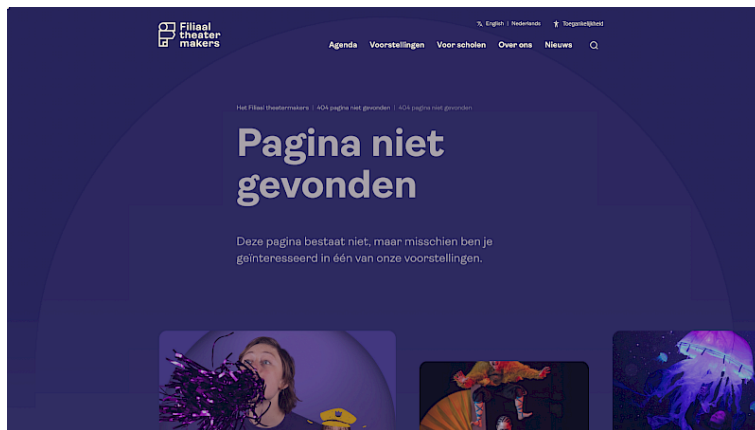 Filiaal
theater
makers
English | Nederlands Toegankelijkheid
Agenda Voorstellingen Voor scholen Over ons Nieuws
Het Filiaal theatermakers | 404 pagina niet gevonden | 404 pagina niet gevonden
Pagina niet
gevonden
Deze pagina bestaat niet, maar misschien ben je
geïnteresseerd in één van onze voorstellingen.